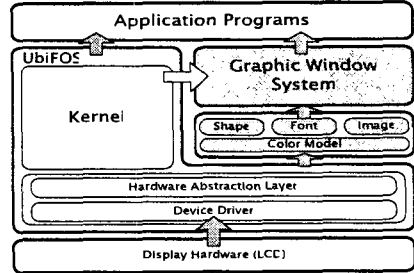 Application Programs
UbiFOS
Kernel
Graphic Window
System
Shape Font Image
Color Model
Hardware Abstraction Layer
Device Driver
Display Hardware (LCD)